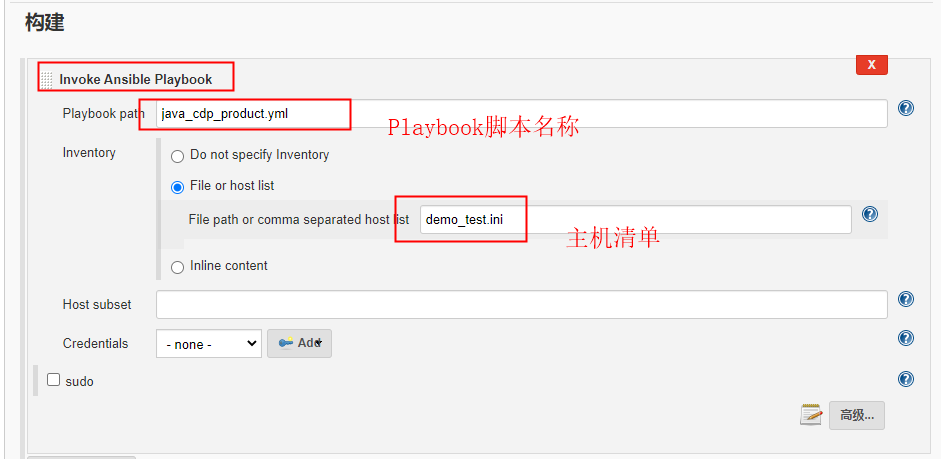 构建
X
Invoke Ansible Playbook
Playbook path
java_cdp_product.yml
Playbook脚本名称
Inventory
Do not specify Inventory
File or host list
File path or comma separated host list
demo_test.ini
主机清单
Inline content
Host subset
Credentials
- none -
Add
sudo
高级...